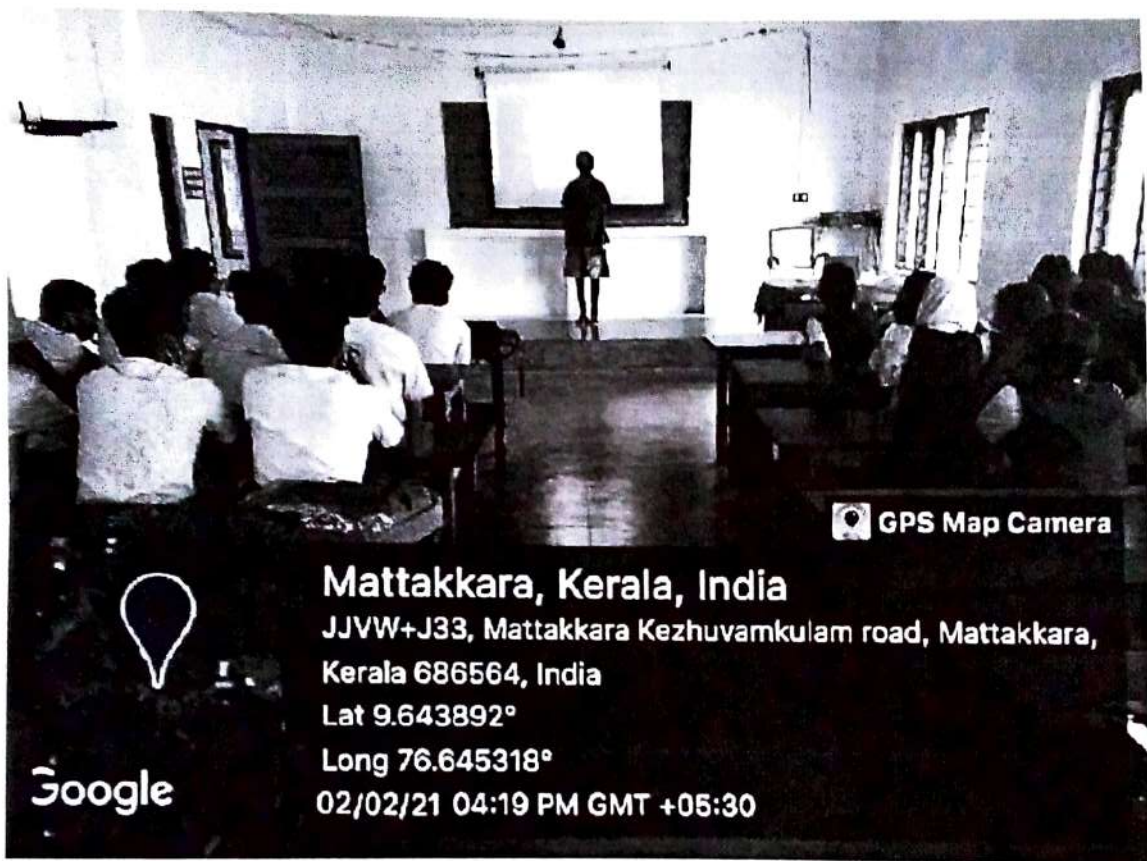 GPS Map Camera
Mattakkara, Kerala, India
JJVW+J33, Mattakkara Kezhuvamkulam road, Mattakkara,
Kerala 686564, India
Lat 9.643892°
Long 76.645318°
02/02/21 04:19 PM GMT +05:30
Google